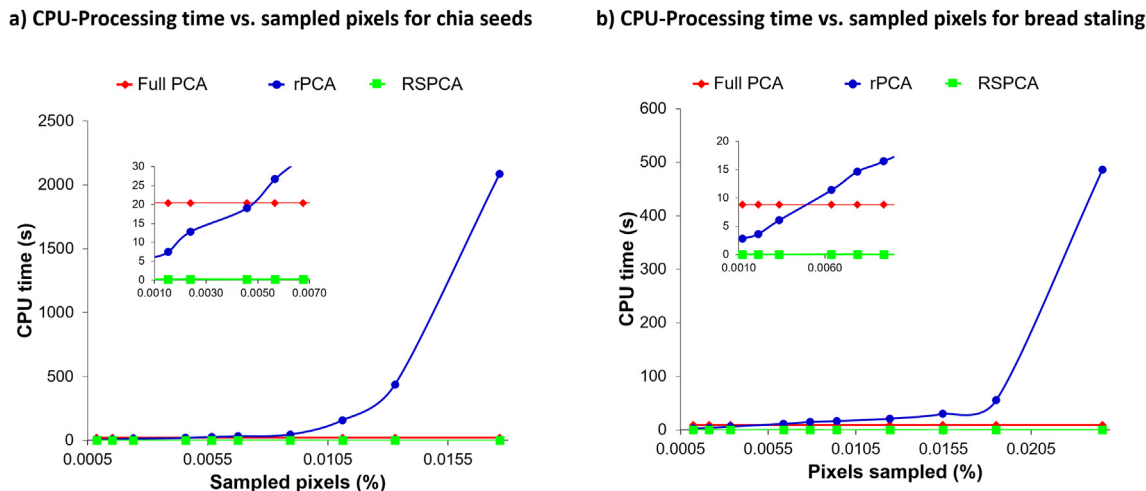 a) CPU-Processing time vs. sampled pixels for chia seeds
Full PCA rPCA RSPCA
2500
2000
1500
1000
500
0
CPU time (s)
30
25
20
15
10
5
0
0.0010 0.0030 0.0050 0.0070
0.0005 0.0055 0.0105 0.0155
Sampled pixels (%)
b) CPU-Processing time vs. sampled pixels for bread staling
Full PCA rPCA RSPCA
600
500
400
300
200
100
0
CPU time (s)
20
15
10
5
0
0.0010 0.0060
0.0005 0.0055 0.0105 0.0155 0.0205
Pixels sampled (%)